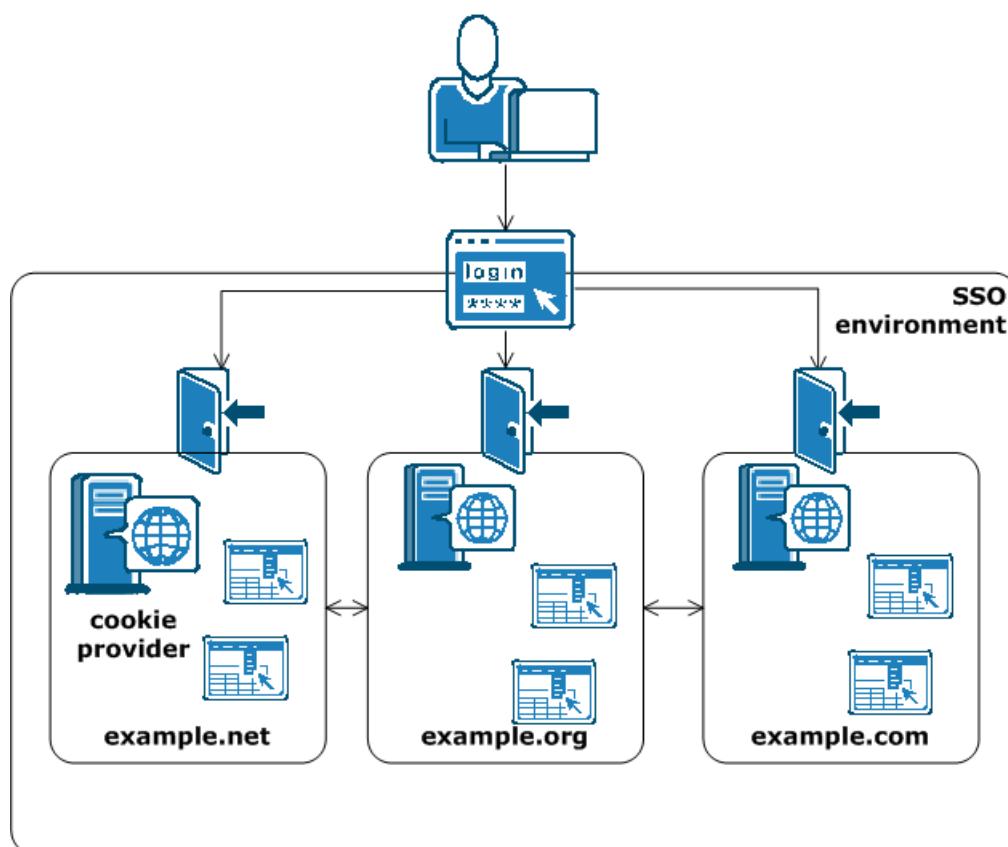 login
****
SSO
environment
cookie
provider
example.net
example.org
example.com